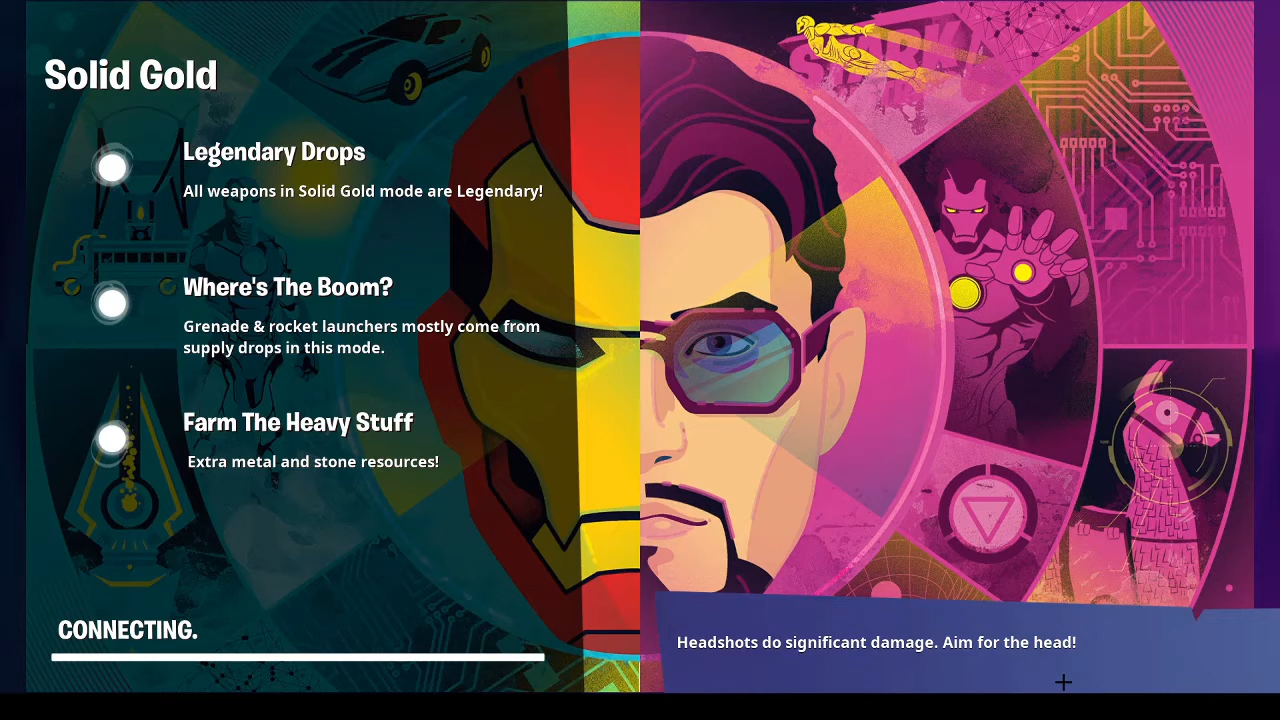 Solid Gold
Legendary Drops
All weapons in Solid Gold mode are Legendary!
Where's The Boom?
Grenade & rocket launchers mostly come from
supply drops in this mode.
Farm The Heavy Stuff
Extra metal and stone resources!
CONNECTING.
STARK
Headshots do significant damage. Aim for the head!